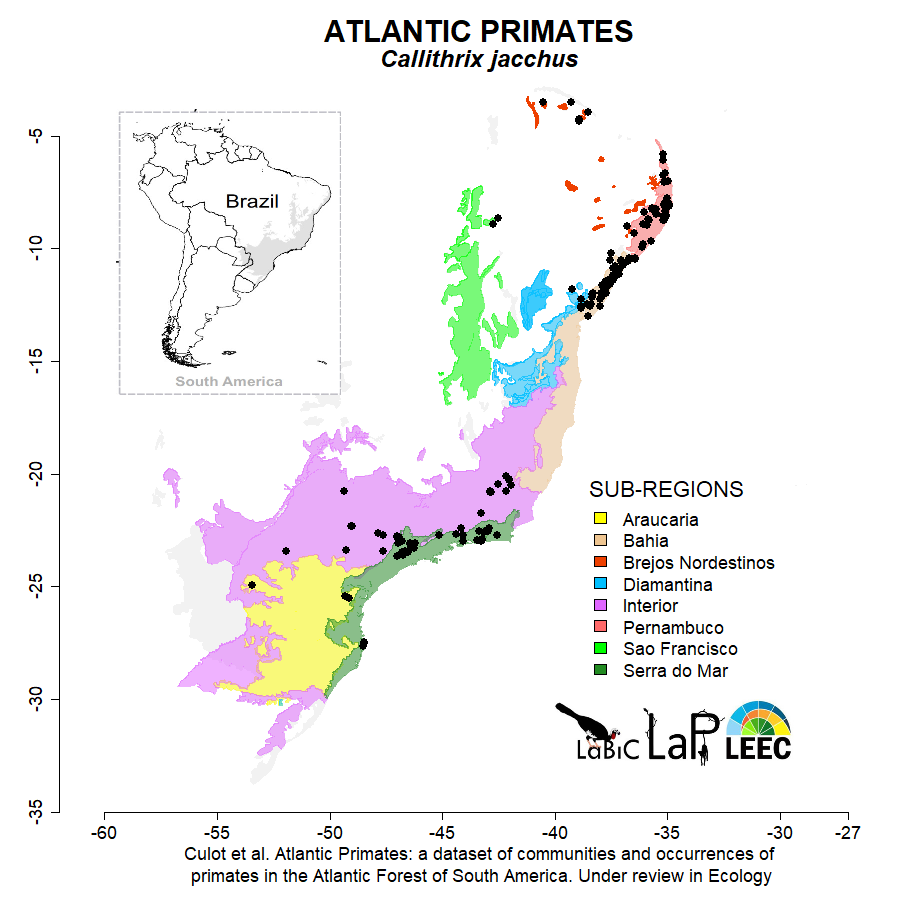 ATLANTIC PRIMATES
Callithrix jacchus
Brazil
South America
-5
-10
-15
-20
-25
-30
-35
SUB-REGIONS
Araucaria
Bahia
Brejos Nordestinos
Diamantina
Interior
Pernambuco
Sao Francisco
Serra do Mar
LaBiC LaP LEEC
-60 -55 -50 -45 -40 -35 -30 -27
Culot et al. Atlantic Primates: a dataset of communities and occurrences of
primates in the Atlantic Forest of South America. Under review in Ecology